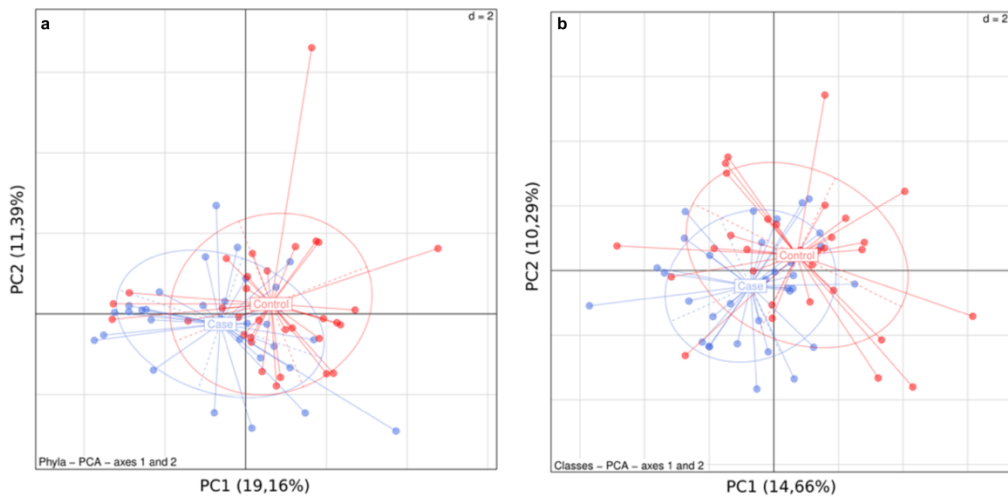 a
d = 2
PC2 (11,39%)
Control
Case
Phyla − PCA − axes 1 and 2
PC1 (19,16%)
b
d = 2
PC2 (10,29%)
Control
Case
Classes − PCA − axes 1 and 2
PC1 (14,66%)